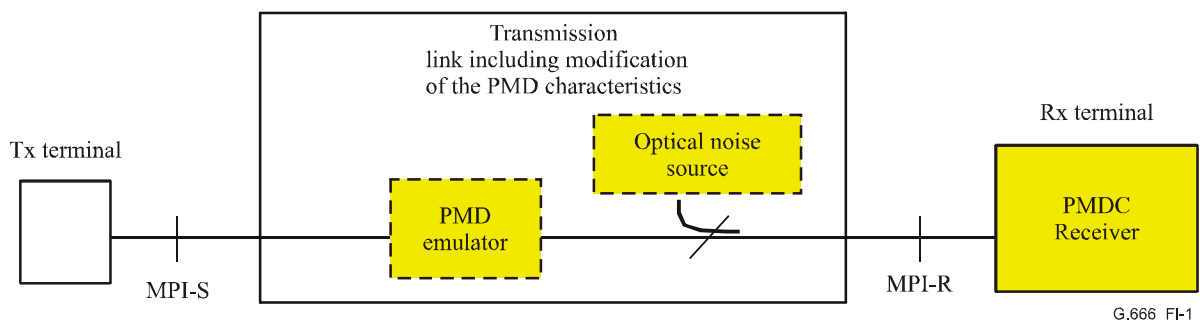 Transmission
link including modification
of the PMD characteristics
Tx terminal
Optical noise
source
PMD
emulator
Rx terminal
PMDC
Receiver
MPI-S
MPI-R
G.666_FI-1